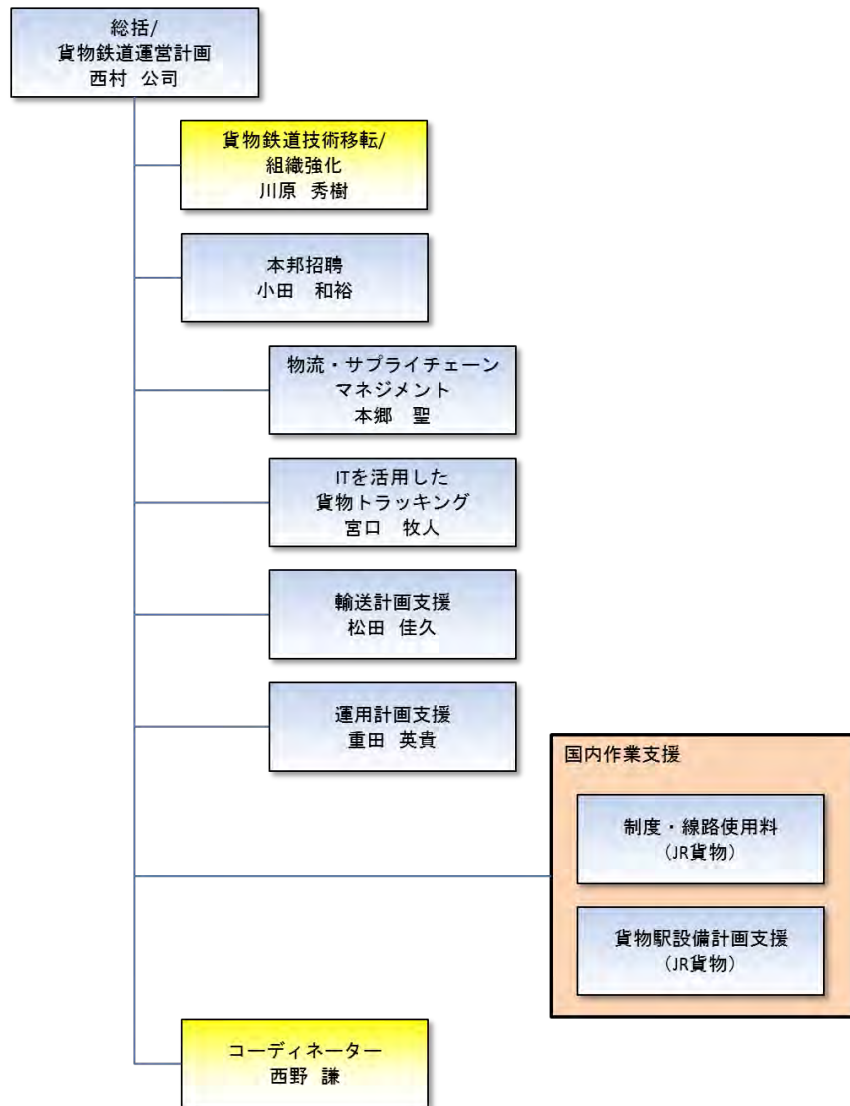 総括/
貨物鉄道運営計画
西村 公司
貨物鉄道技術移転/
組織強化
川原 秀樹
本邦招聘
小田 和裕
物流・サプライチェーン
マネジメント
本郷 聖
ITを活用した
貨物トラッキング
宮口 牧人
輸送計画支援
松田 佳久
運用計画支援
重田 英貴
国内作業支援
制度・線路使用料
（JR貨物）
貨物駅設備計画支援
（JR貨物）
コーディネーター
西野 謙